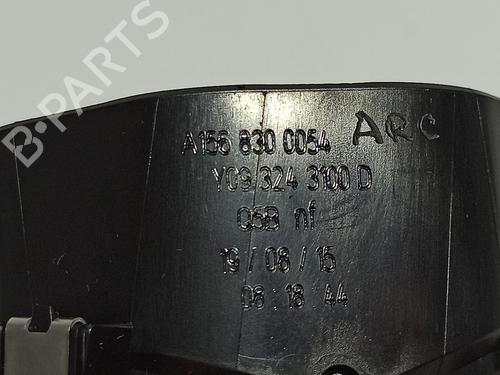 B-PARTS
A156 830 0054 ARC
Y09 324 3100 D
05B nf
19/08/15
08 18 44